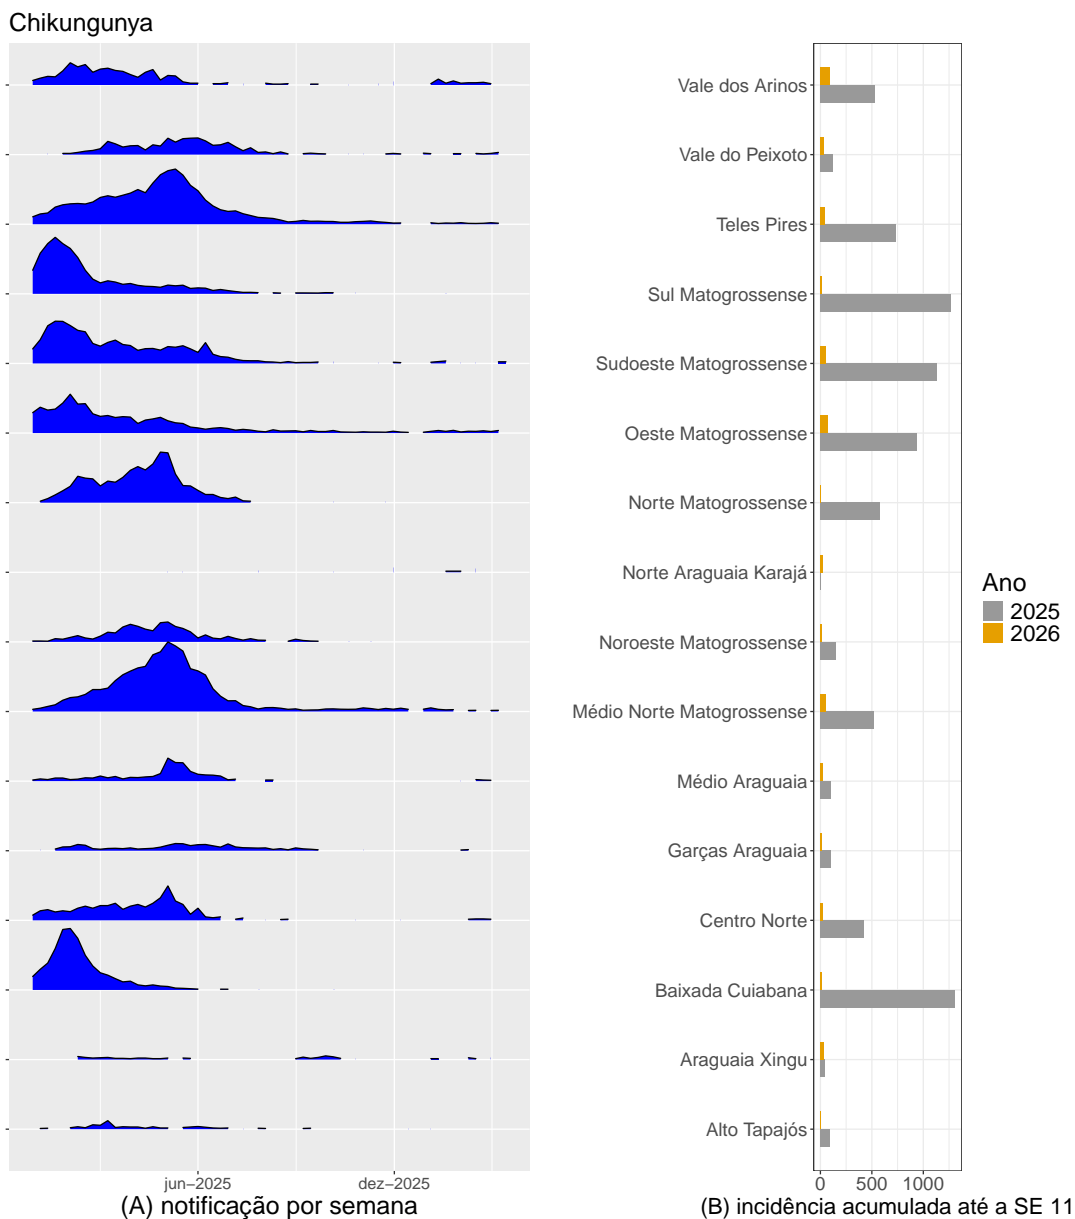 Chikungunya
Vale dos Arinos
Vale do Peixoto
Teles Pires
Sul Matogrossense
Sudoeste Matogrossense
Oeste Matogrossense
Norte Matogrossense
Norte Araguaia Karajá
Noroeste Matogrossense
Médio Norte Matogrossense
Médio Araguaia
Garças Araguaia
Centro Norte
Baixada Cuiabana
Araguaia Xingu
Alto Tapajós
Ano
2025
2026
jun−2025 dez−2025
0 500 1000
(A) notificação por semana
(B) incidência acumulada até a SE 11